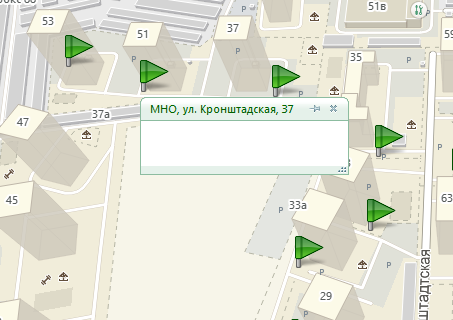 51в
53
37
51
59
35
37а
МНО, ул. Кронштадская, 37
47
P
P
P
45
63
33а
P
P
штадтская
29